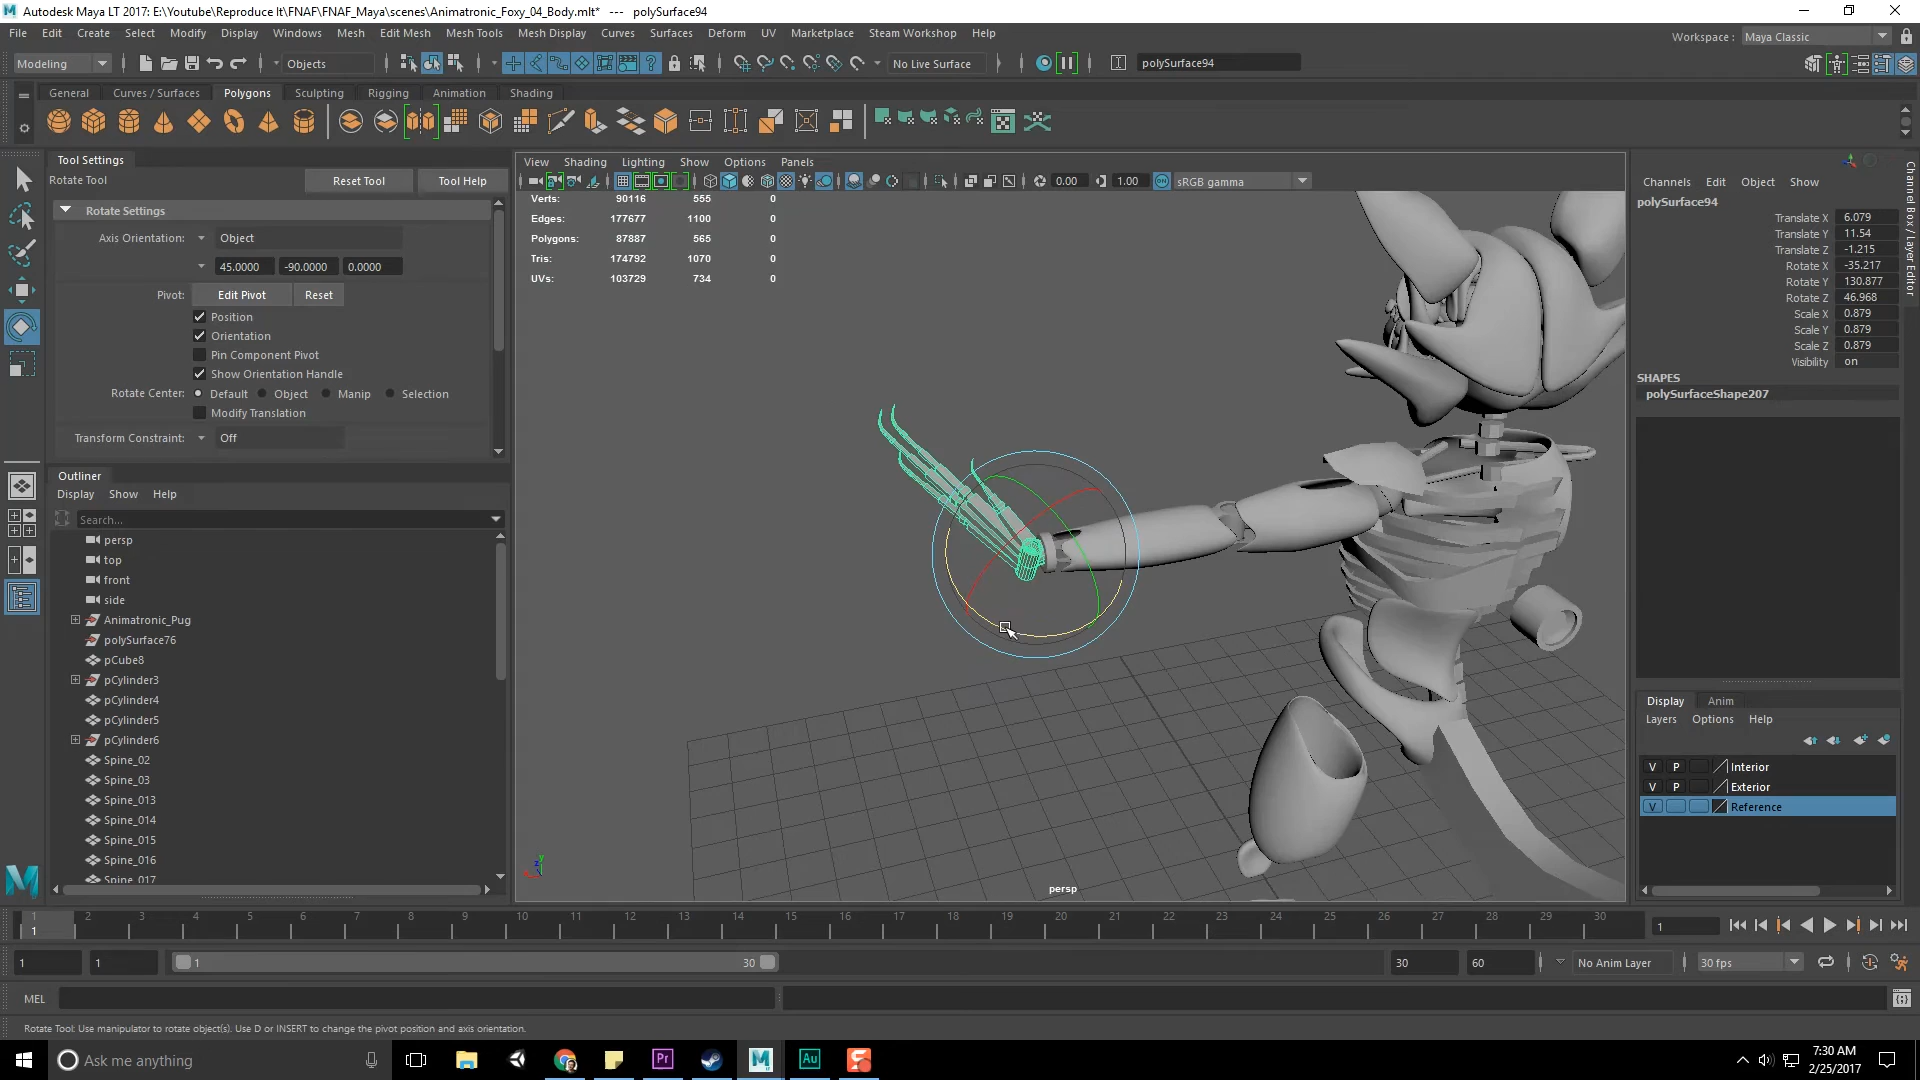 Autodesk Maya LT 2017: E:\Youtube\Reproduce It\FNAF\FNAF_Maya\scenes\Animatronic_Foxy_04_Body.mlt* --- polySurface94
File Edit Create Select Modify Display Windows Mesh Edit Mesh Mesh Tools Mesh Display Curves Surfaces Deform UV Marketplace Steam Workshop Help
Workspace : Maya Classic
Modeling Objects No Live Surface polySurface94
General Curves / Surfaces Polygons Sculpting Rigging Animation Shading
Tool Settings
Rotate Tool Reset Tool Tool Help
Rotate Settings
Axis Orientation: Object
45.0000 -90.0000 0.0000
Pivot: Edit Pivot Reset
Position
Orientation
Pin Component Pivot
Show Orientation Handle
Rotate Center: Default Object Manip Selection
Modify Translation
Transform Constraint: Off
Outliner
Display Show Help
Search...
persp
top
front
side
Animatronic_Pug
polySurface76
pCube8
pCylinder3
pCylinder4
pCylinder5
pCylinder6
Spine_02
Spine_03
Spine_013
Spine_014
Spine_015
Spine_016
Spine_017
View Shading Lighting Show Options Panels
0.00 1.00 ON sRGB gamma
Verts: 90116 555 0
Edges: 177677 1100 0
Polygons: 87887 565 0
Tris: 174792 1070 0
UVs: 103729 734 0
persp
Channels Edit Object Show
polySurface94
Translate X 6.079
Translate Y 11.54
Translate Z -1.215
Rotate X -35.217
Rotate Y 130.877
Rotate Z 46.968
Scale X 0.879
Scale Y 0.879
Scale Z 0.879
Visibility on
SHAPES
polySurfaceShape207
Channel Box / Layer Editor
Display Anim
Layers Options Help
V P Interior
V P Exterior
V Reference
1 2 3 4 5 6 7 8 9 10 11 12 13 14 15 16 17 18 19 20 21 22 23 24 25 26 27 28 29 30
1 1
1 1 1 30 30 60 No Anim Layer 30 fps
MEL
Rotate Tool: Use manipulator to rotate object(s). Use D or INSERT to change the pivot position and axis orientation.
Ask me anything
Pr Au
7:30 AM
2/25/2017